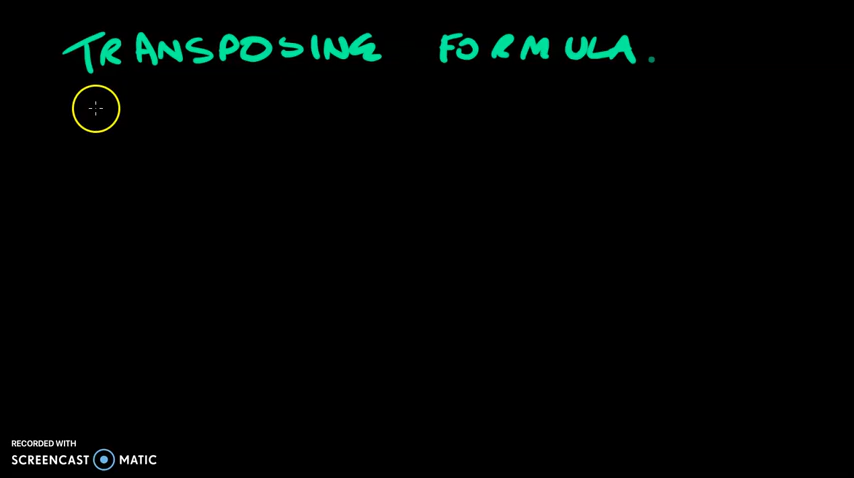 TRANSPOSING FORMULA.
RECORDED WITH
SCREENCAST MATIC